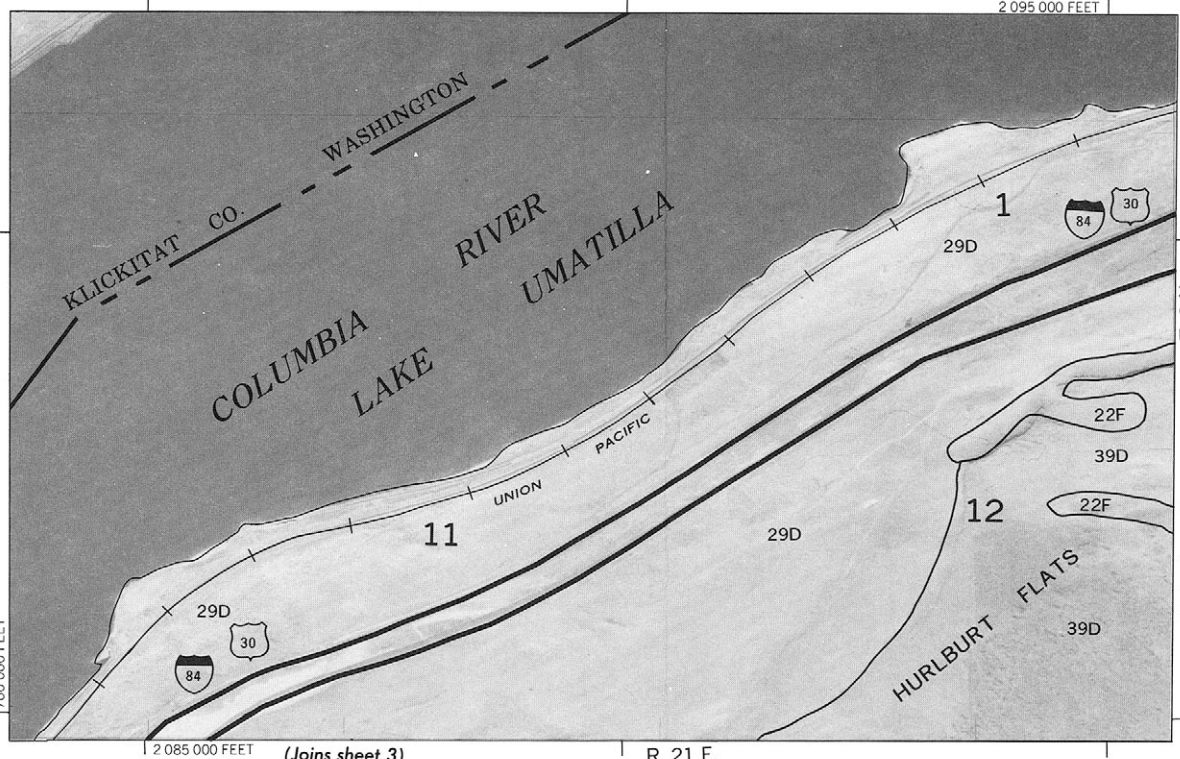 2 095 000 FEET
WASHINGTON
KLICKITAT CO.
COLUMBIA RIVER
LAKE UMATILLA
1
84
30
29D
22F
39D
PACIFIC
UNION
11
12
22F
29D
HURLBURT FLATS
39D
29D
30
84
2 085 000 FEET
(Joins sheet 3)
R. 21 E.